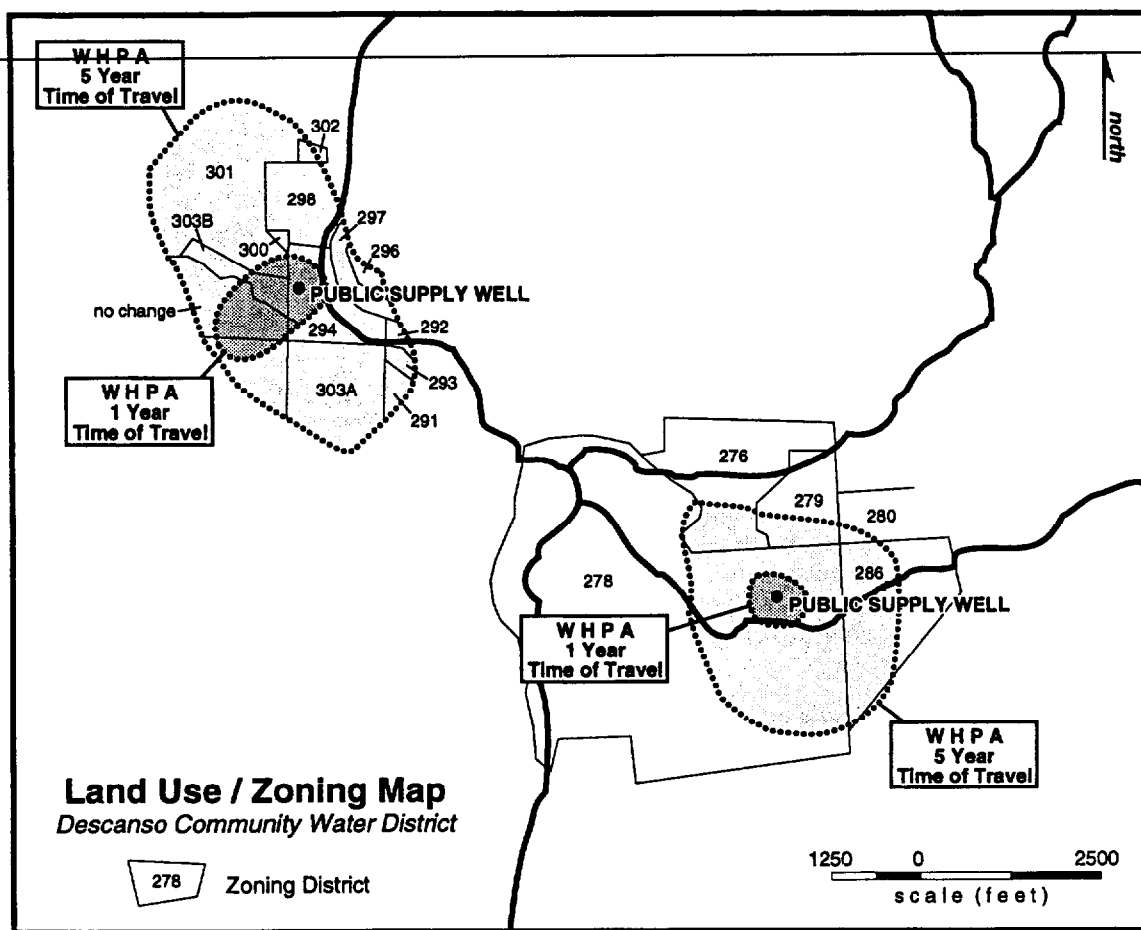 W H P A
5 Year
Time of Travel
north
302
301
298
303B
297
300
296
PUBLIC SUPPLY WELL
no change
294
292
W H P A
1 Year
Time of Travel
303A
293
291
276
279
280
278
286
PUBLIC SUPPLY WELL
W H P A
1 Year
Time of Travel
W H P A
5 Year
Time of Travel
Land Use / Zoning Map
Descanso Community Water District
278
Zoning District
1250 0 2500
scale (feet)